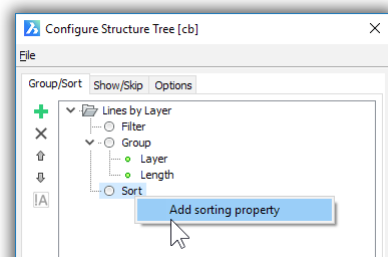 Configure Structure Tree [cb]
File
Group/Sort Show/Skip Options
Lines by Layer
Filter
Group
Layer
Length
Sort
Add sorting property
A